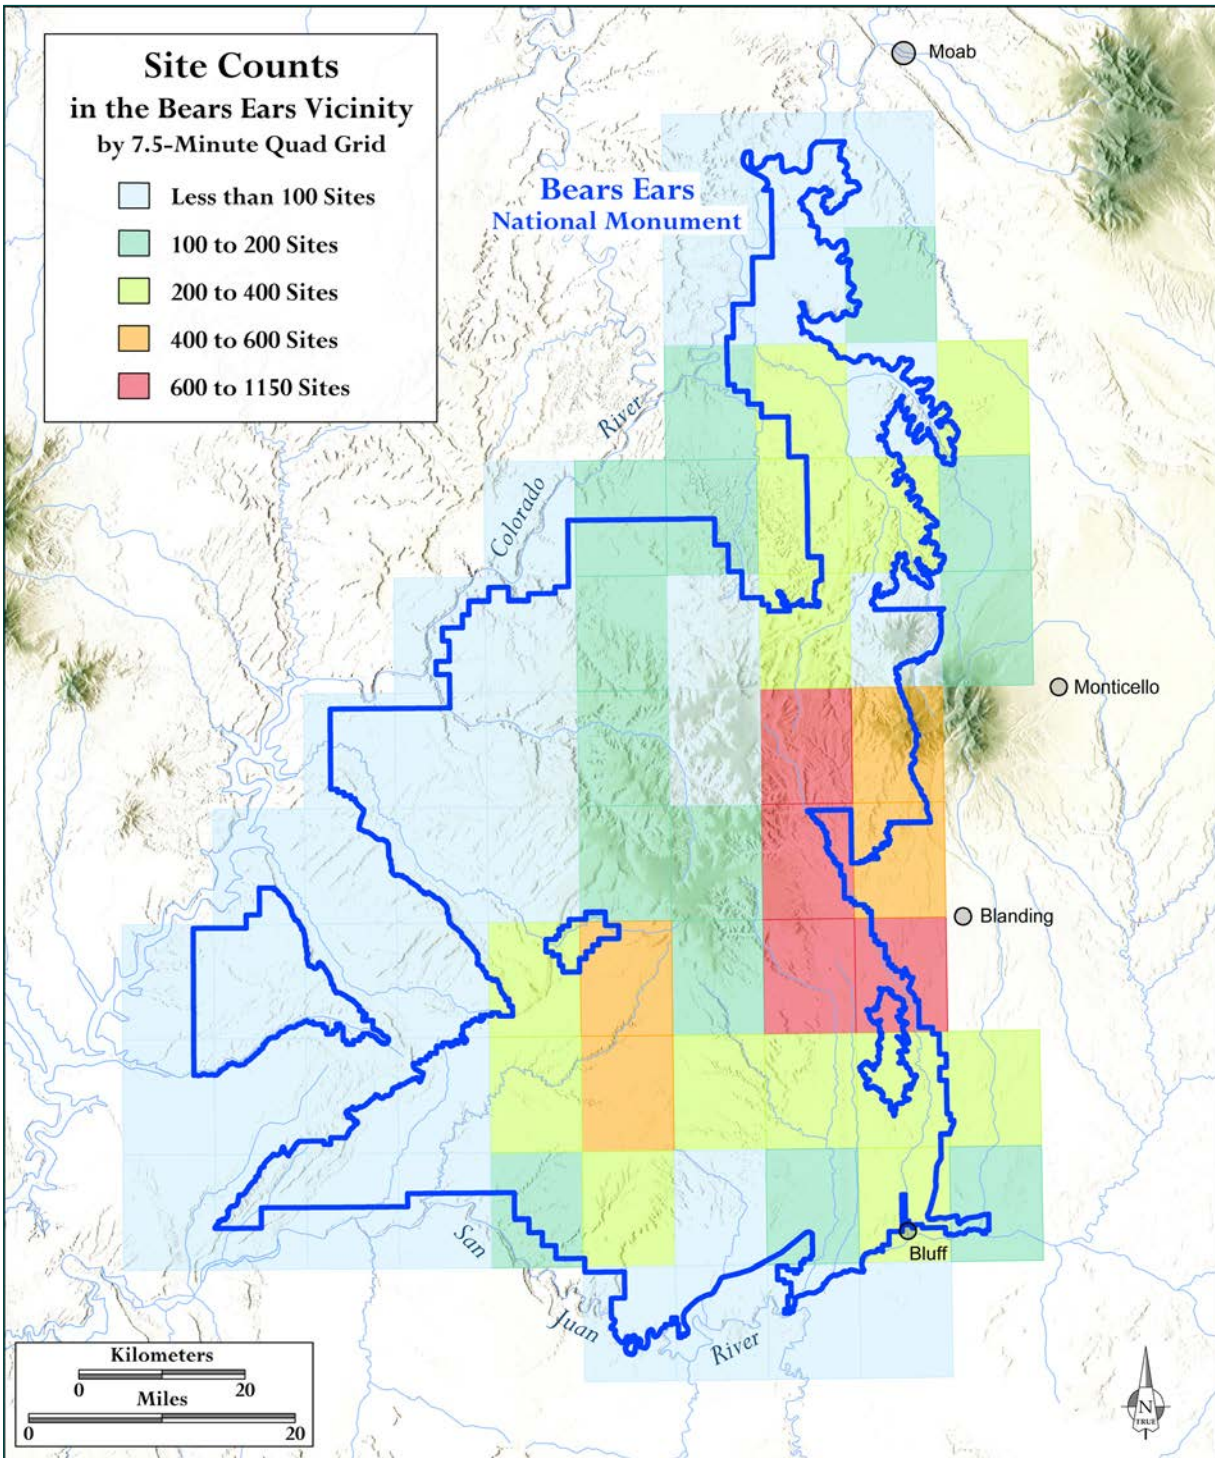 Site Counts
in the Bears Ears Vicinity
by 7.5-Minute Quad Grid
Less than 100 Sites
100 to 200 Sites
200 to 400 Sites
400 to 600 Sites
600 to 1150 Sites
Moab
Bears Ears
National Monument
River
Colorado
Monticello
Blanding
San
Juan
River
Bluff
Kilometers
0 20
Miles
0 20
N
TRUE